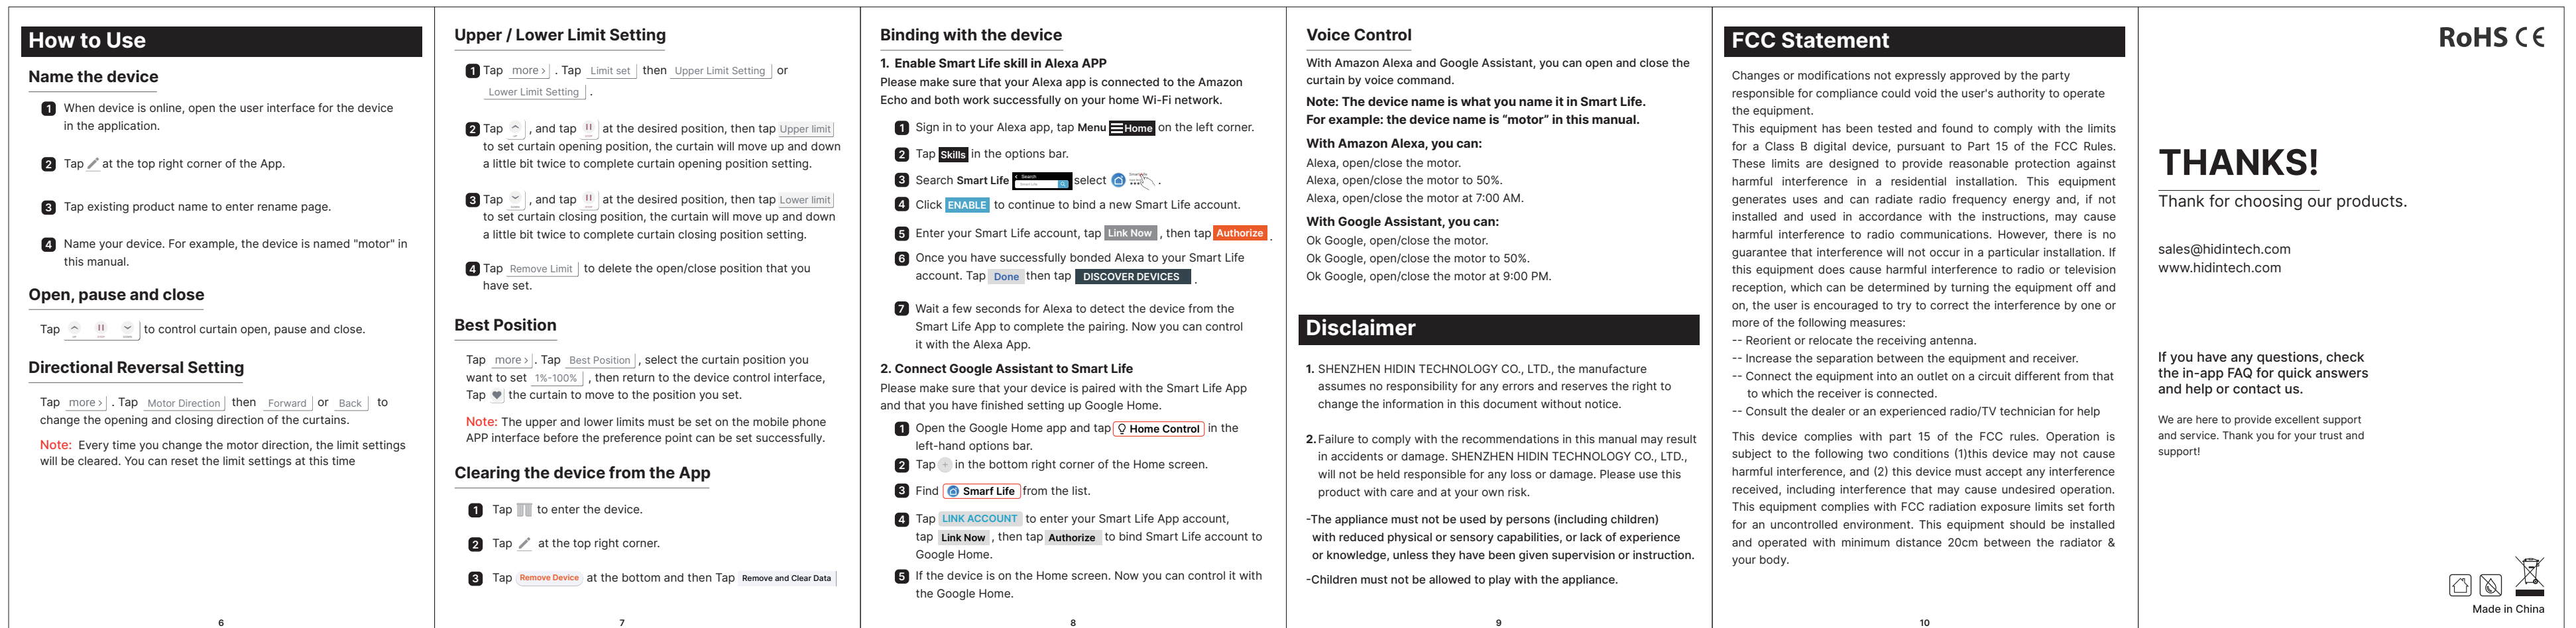 How to Use
Name the device
1 When device is online, open the user interface for the device
in the application.
2 Tap at the top right corner of the App.
3 Tap existing product name to enter rename page.
4 Name your device. For example, the device is named "motor" in
this manual.
Open, pause and close
Tap to control curtain open, pause and close.
Directional Reversal Setting
Tap more > . Tap Motor Direction then Forward or Back to
change the opening and closing direction of the curtains.
Note: Every time you change the motor direction, the limit settings
will be cleared. You can reset the limit settings at this time
6
Upper / Lower Limit Setting
1 Tap more > . Tap Limit set then Upper Limit Setting or
Lower Limit Setting .
2 Tap , and tap at the desired position, then tap Upper limit
to set curtain opening position, the curtain will move up and down
a little bit twice to complete curtain opening position setting.
3 Tap , and tap at the desired position, then tap Lower limit
to set curtain closing position, the curtain will move up and down
a little bit twice to complete curtain closing position setting.
4 Tap Remove Limit to delete the open/close position that you
have set.
Best Position
Tap more > . Tap Best Position , select the curtain position you
want to set 1%-100% , then return to the device control interface,
Tap the curtain to move to the position you set.
Note: The upper and lower limits must be set on the mobile phone
APP interface before the preference point can be set successfully.
Clearing the device from the App
1 Tap to enter the device.
2 Tap at the top right corner.
3 Tap Remove Device at the bottom and then Tap Remove and Clear Data
7
Binding with the device
1. Enable Smart Life skill in Alexa APP
Please make sure that your Alexa app is connected to the Amazon
Echo and both work successfully on your home Wi-Fi network.
1 Sign in to your Alexa app, tap Menu Home on the left corner.
2 Tap Skills in the options bar.
3 Search Smart Life Search select .
4 Click ENABLE to continue to bind a new Smart Life account.
5 Enter your Smart Life account, tap Link Now , then tap Authorize .
6 Once you have successfully bonded Alexa to your Smart Life
account. Tap Done then tap DISCOVER DEVICES .
7 Wait a few seconds for Alexa to detect the device from the
Smart Life App to complete the pairing. Now you can control
it with the Alexa App.
2. Connect Google Assistant to Smart Life
Please make sure that your device is paired with the Smart Life App
and that you have finished setting up Google Home.
1 Open the Google Home app and tap Home Control in the
left-hand options bar.
2 Tap + in the bottom right corner of the Home screen.
3 Find Smarf Life from the list.
4 Tap LINK ACCOUNT to enter your Smart Life App account,
tap Link Now , then tap Authorize to bind Smart Life account to
Google Home.
5 If the device is on the Home screen. Now you can control it with
the Google Home.
8
Voice Control
With Amazon Alexa and Google Assistant, you can open and close the
curtain by voice command.
Note: The device name is what you name it in Smart Life.
For example: the device name is “motor” in this manual.
With Amazon Alexa, you can:
Alexa, open/close the motor.
Alexa, open/close the motor to 50%.
Alexa, open/close the motor at 7:00 AM.
With Google Assistant, you can:
Ok Google, open/close the motor.
Ok Google, open/close the motor to 50%.
Ok Google, open/close the motor at 9:00 PM.
Disclaimer
1. SHENZHEN HIDIN TECHNOLOGY CO., LTD., the manufacture
assumes no responsibility for any errors and reserves the right to
change the information in this document without notice.
2. Failure to comply with the recommendations in this manual may result
in accidents or damage. SHENZHEN HIDIN TECHNOLOGY CO., LTD.,
will not be held responsible for any loss or damage. Please use this
product with care and at your own risk.
-The appliance must not be used by persons (including children)
with reduced physical or sensory capabilities, or lack of experience
or knowledge, unless they have been given supervision or instruction.
-Children must not be allowed to play with the appliance.
9
FCC Statement
Changes or modifications not expressly approved by the party
responsible for compliance could void the user's authority to operate
the equipment.
This equipment has been tested and found to comply with the limits
for a Class B digital device, pursuant to Part 15 of the FCC Rules.
These limits are designed to provide reasonable protection against
harmful interference in a residential installation. This equipment
generates uses and can radiate radio frequency energy and, if not
installed and used in accordance with the instructions, may cause
harmful interference to radio communications. However, there is no
guarantee that interference will not occur in a particular installation. If
this equipment does cause harmful interference to radio or television
reception, which can be determined by turning the equipment off and
on, the user is encouraged to try to correct the interference by one or
more of the following measures:
-- Reorient or relocate the receiving antenna.
-- Increase the separation between the equipment and receiver.
-- Connect the equipment into an outlet on a circuit different from that
to which the receiver is connected.
-- Consult the dealer or an experienced radio/TV technician for help
This device complies with part 15 of the FCC rules. Operation is
subject to the following two conditions (1)this device may not cause
harmful interference, and (2) this device must accept any interference
received, including interference that may cause undesired operation.
This equipment complies with FCC radiation exposure limits set forth
for an uncontrolled environment. This equipment should be installed
and operated with minimum distance 20cm between the radiator &
your body.
10
RoHS CE
THANKS!
Thank for choosing our products.
sales@hidintech.com
www.hidintech.com
If you have any questions, check
the in-app FAQ for quick answers
and help or contact us.
We are here to provide excellent support
and service. Thank you for your trust and
support!
Made in China